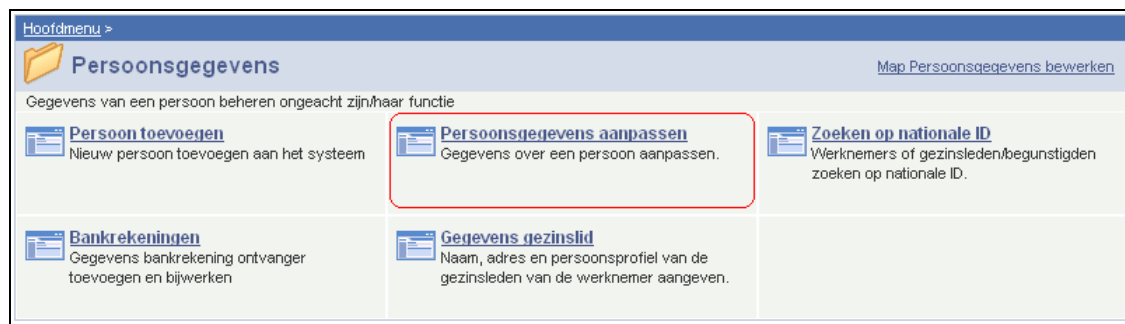 Hoofdmenu >
Persoonsgegevens
Map Persoonsgegevens bewerken
Gegevens van een persoon beheren ongeacht zijn/haar functie
Persoon toevoegen
Nieuw persoon toevoegen aan het systeem
Persoonsgegevens aanpassen
Gegevens over een persoon aanpassen.
Zoeken op nationale ID
Werknemers of gezinsleden/begunstigden
zoeken op nationale ID.
Bankrekeningen
Gegevens bankrekening ontvanger
toevoegen en bijwerken
Gegevens gezinslid
Naam, adres en persoonsprofiel van de
gezinsleden van de werknemer aangeven.